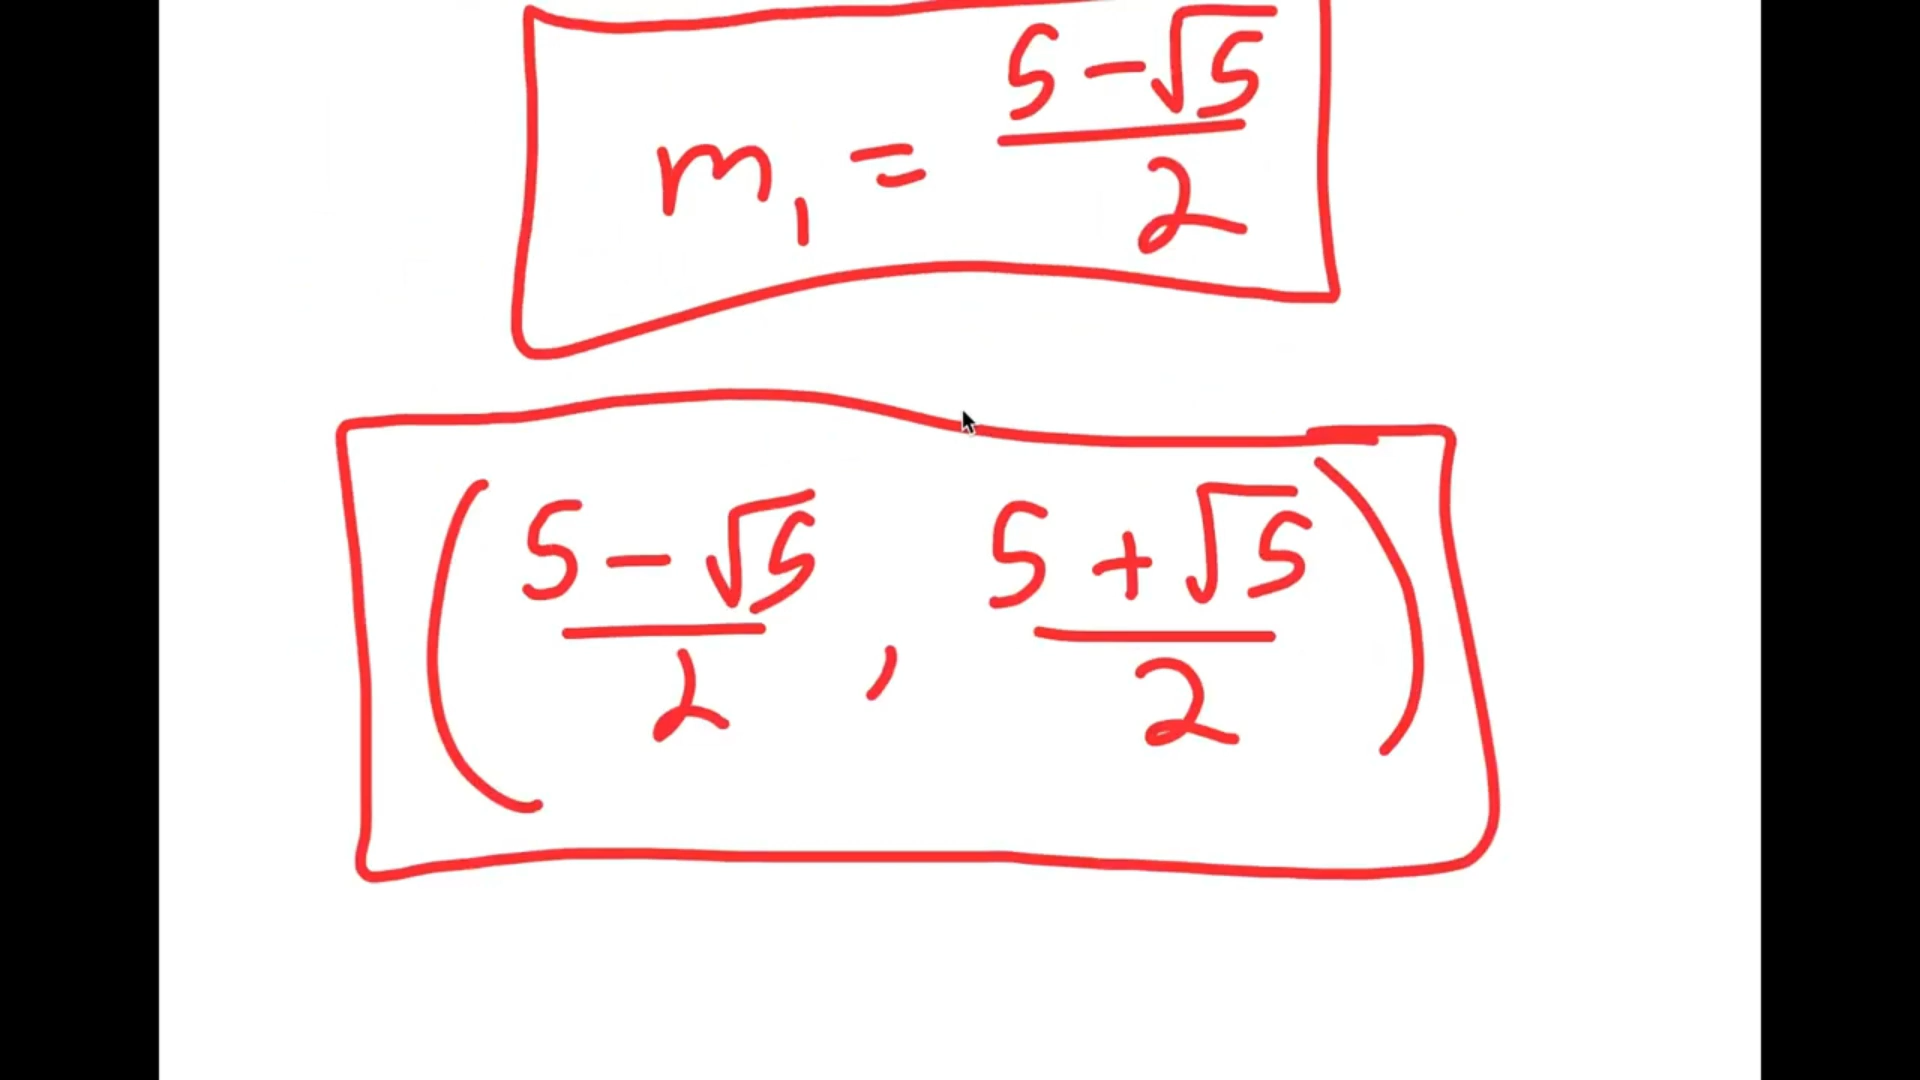 m₁ = (5 - √5)/2
((5 - √5)/2 , (5 + √5)/2)